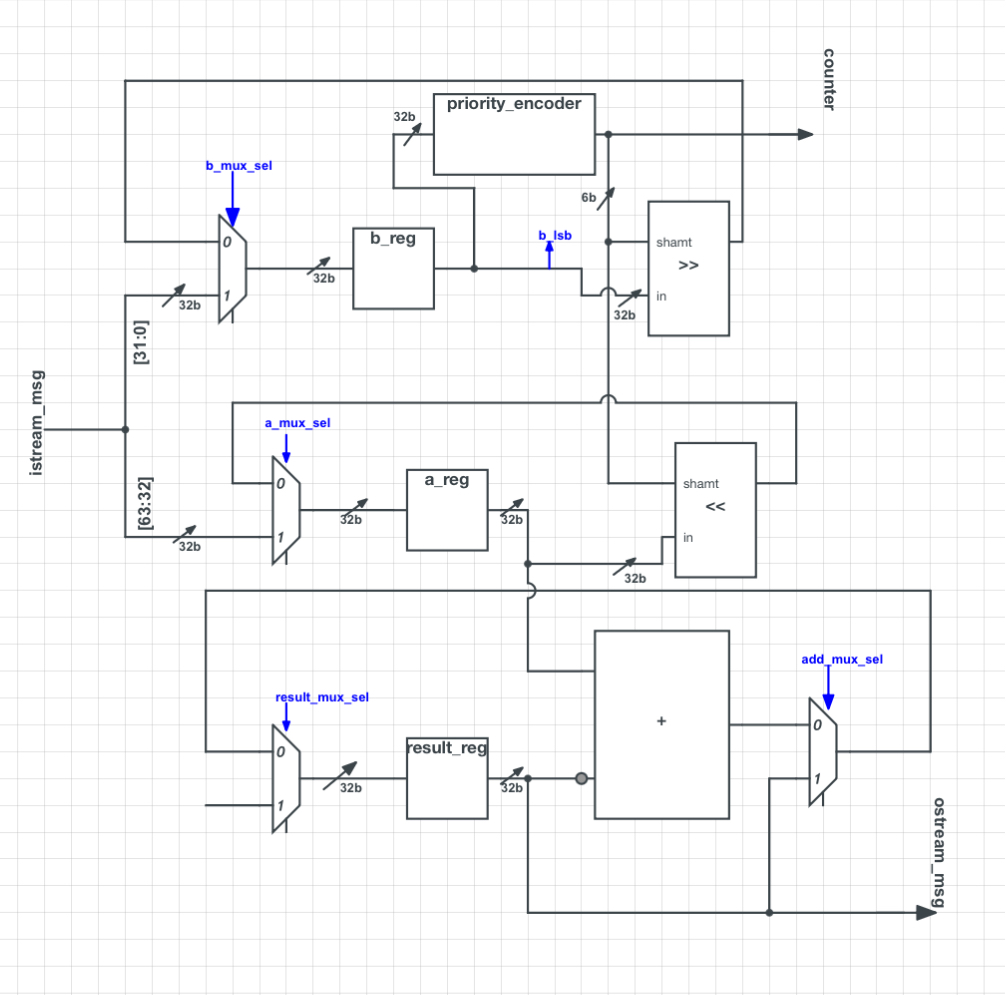 counter
priority_encoder
32b
b_mux_sel
6b
b_reg
b_lsb
0
shamt
>>
32b
1
32b
in
32b
[31:0]
istream_msg
a_mux_sel
[63:32]
0
a_reg
shamt
<<
32b
32b
1
32b
in
32b
result_mux_sel
add_mux_sel
+
0
result_reg
0
32b
32b
1
1
ostream_msg